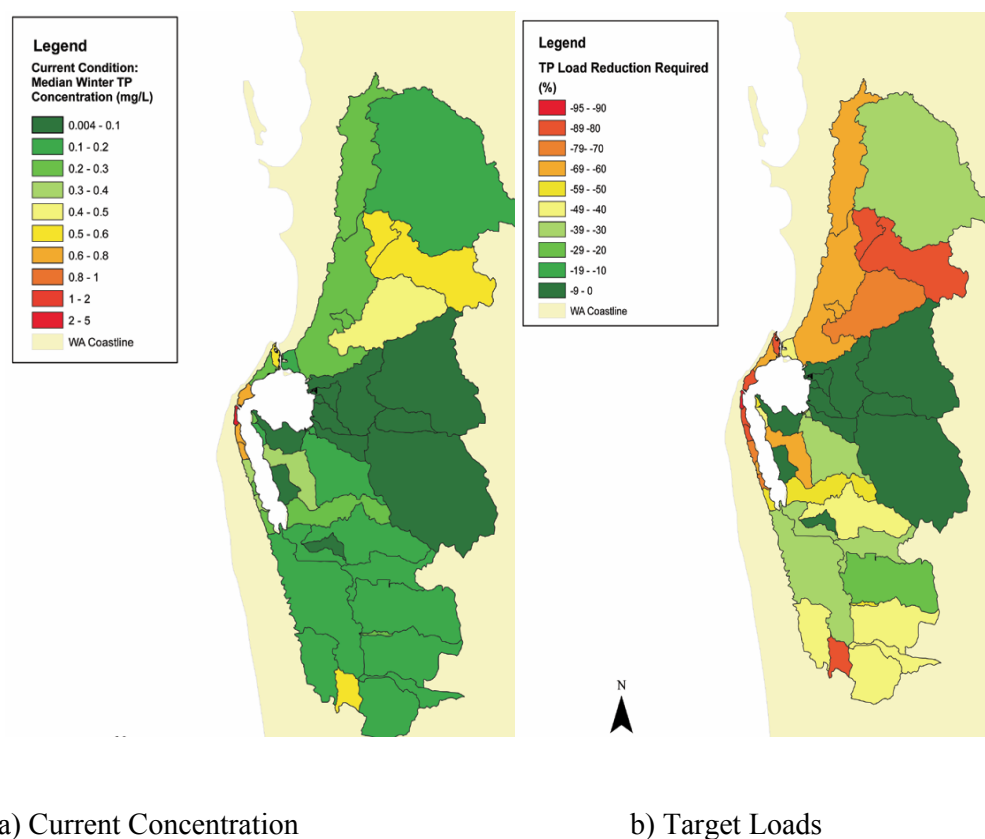 Legend
Current Condition:
Median Winter TP
Concentration (mg/L)
0.004 - 0.1
0.1 - 0.2
0.2 - 0.3
0.3 - 0.4
0.4 - 0.5
0.5 - 0.6
0.6 - 0.8
0.8 - 1
1 - 2
2 - 5
WA Coastline
Legend
TP Load Reduction Required
(%)
-95 - -90
-89 -80
-79 - -70
-69 - -60
-59 - -50
-49 - -40
-39 - -30
-29 - -20
-19 - -10
-9 - 0
WA Coastline
N
a) Current Concentration
b) Target Loads